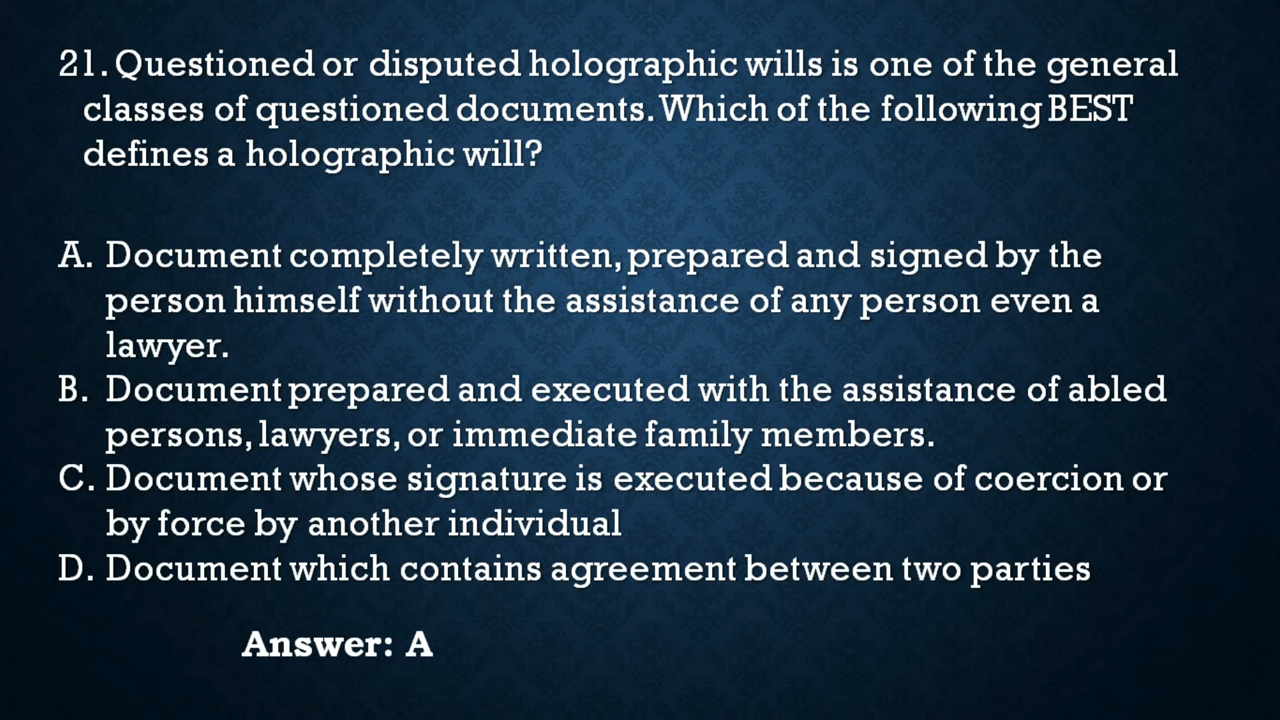 21. Questioned or disputed holographic wills is one of the general
classes of questioned documents. Which of the following BEST
defines a holographic will?
A. Document completely written, prepared and signed by the
person himself without the assistance of any person even a
lawyer.
B. Document prepared and executed with the assistance of abled
persons, lawyers, or immediate family members.
C. Document whose signature is executed because of coercion or
by force by another individual
D. Document which contains agreement between two parties
Answer: A